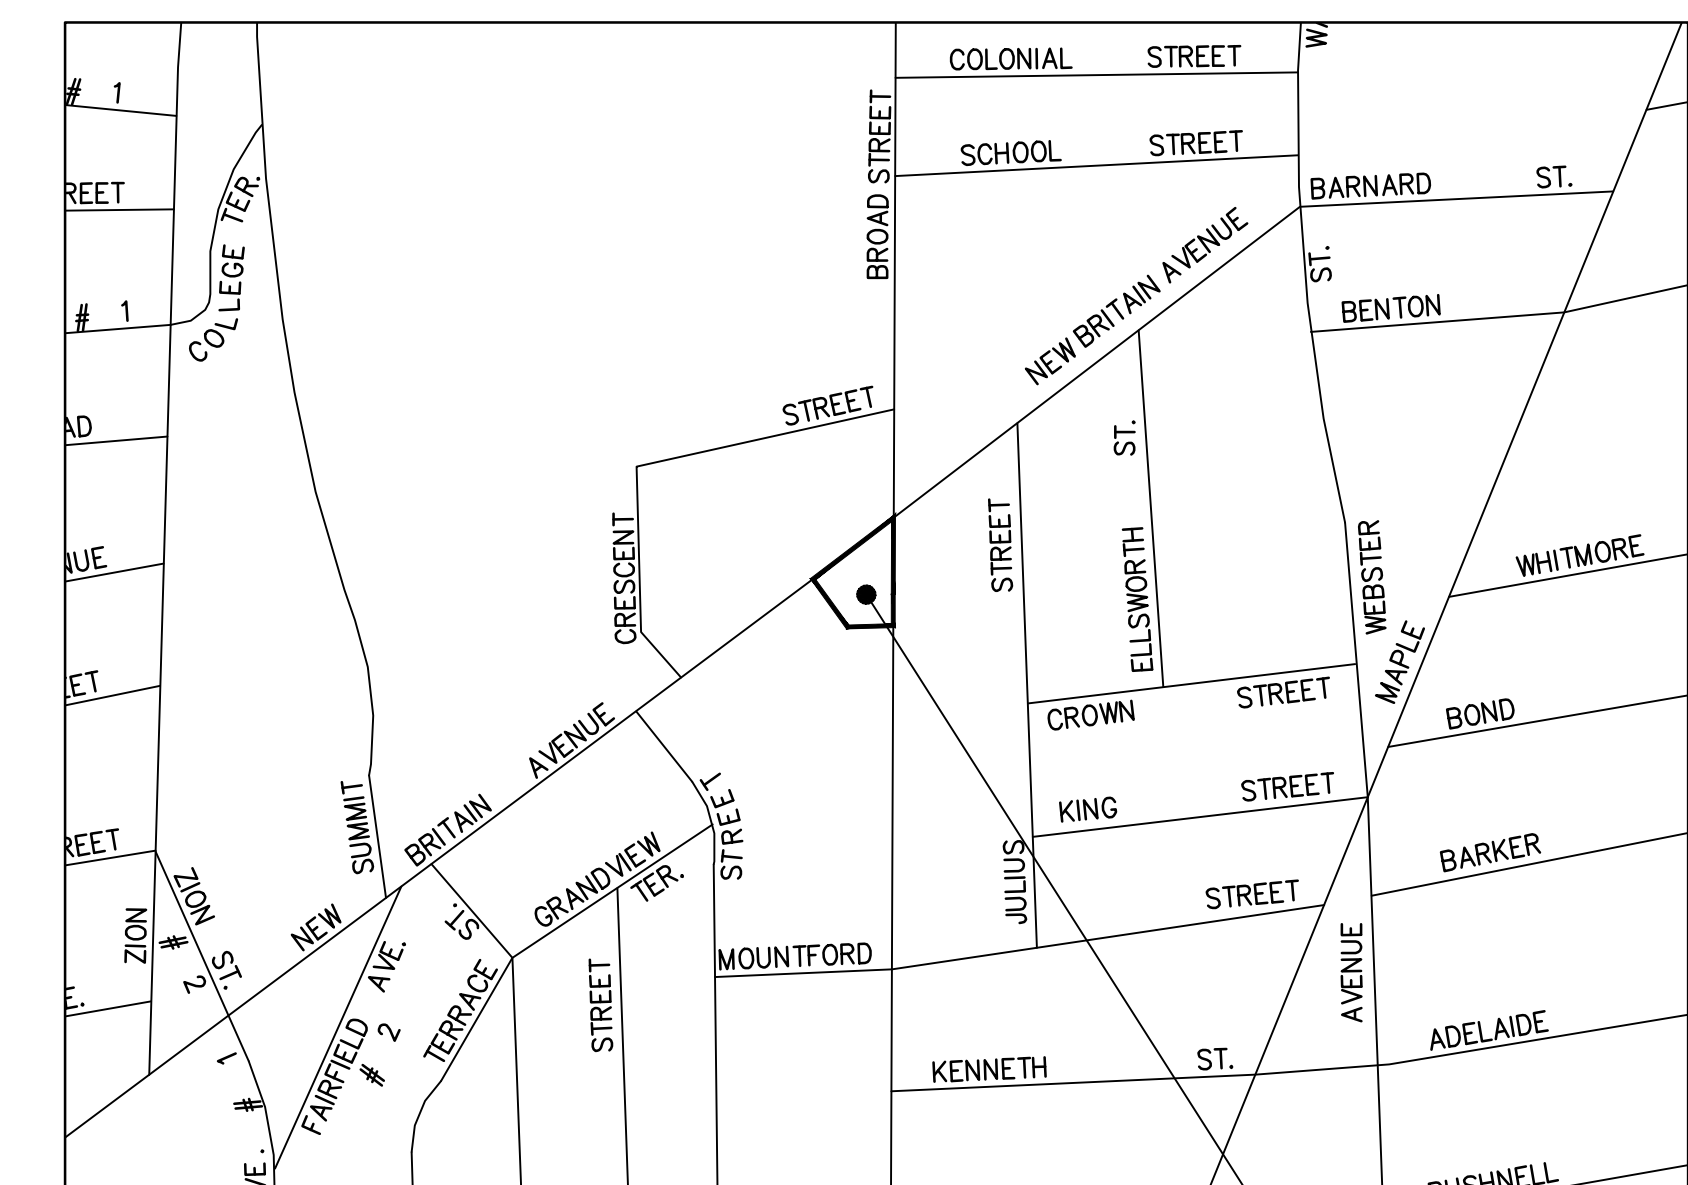 # 1
COLONIAL STREET
SCHOOL STREET
BROAD STREET
REET
COLLEGE TER.
BARNARD ST.
NEW BRITAIN AVENUE
ST.
# 1
BENTON
STREET
AD
ST.
STREET
CRESCENT
NUE
ELLSWORTH
WEBSTER
WHITMORE
MAPLE
EET
CROWN STREET
BOND
AVENUE
BRITAIN
NEW
SUMMIT
STREET
KING STREET
REET
BARKER
GRANDVIEW
TER.
JULIUS
STREET
ZION
ZION ST.
# 2
ST.
MOUNTFORD
TERRACE
STREET
AVENUE
E.
FAIRFIELD AVE.
# 2
ADELAIDE
KENNETH ST.
1 #
VE.
BUSHNELL